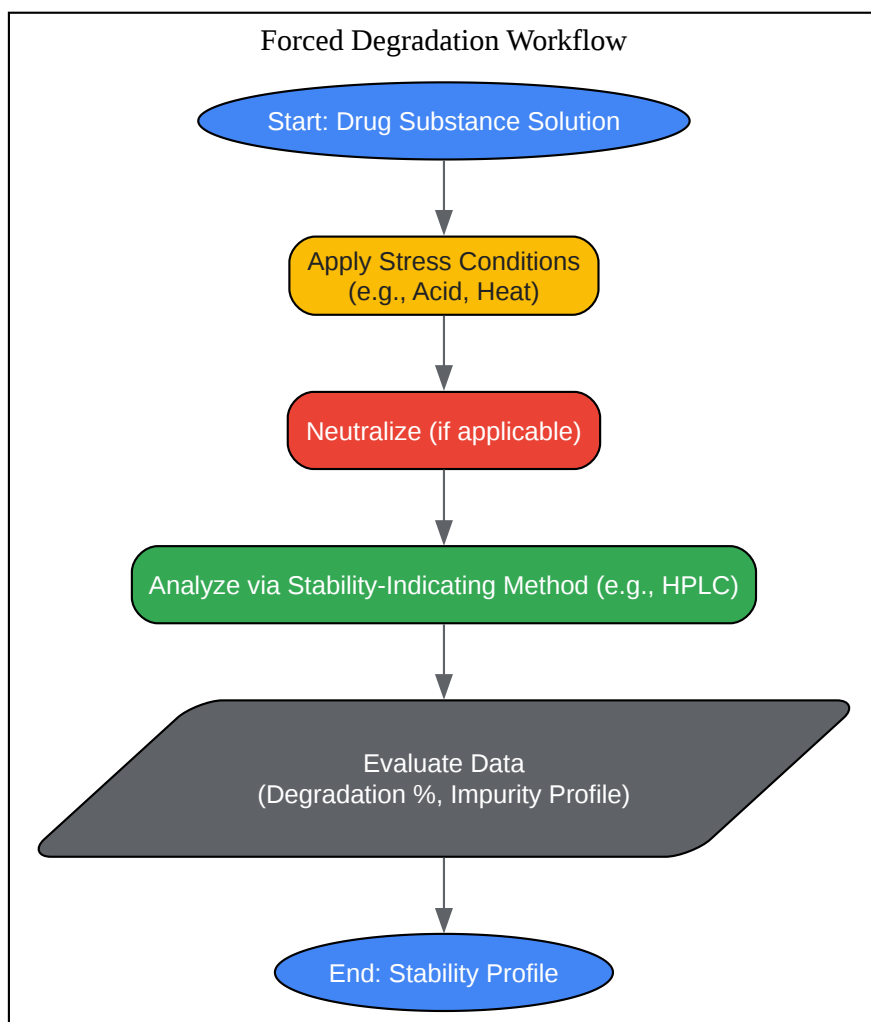 Forced Degradation Workflow
Start: Drug Substance Solution
Apply Stress Conditions
(e.g., Acid, Heat)
Neutralize (if applicable)
Analyze via Stability-Indicating Method (e.g., HPLC)
Evaluate Data
(Degradation %, Impurity Profile)
End: Stability Profile